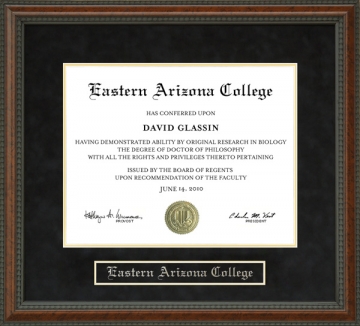 Eastern Arizona College
HAS CONFERRED UPON
DAVID GLASSIN
HAVING DEMONSTRATED ABILITY BY ORIGINAL RESEARCH IN BIOLOGY
THE DEGREE OF DOCTOR OF PHILOSOPHY
WITH ALL THE RIGHTS AND PRIVILEGES THERETO PERTAINING
ISSUED BY THE BOARD OF REGENTS
UPON RECOMMENDATION OF THE FACULTY
JUNE 14, 2010
PROVOST
PRESIDENT
Eastern Arizona College